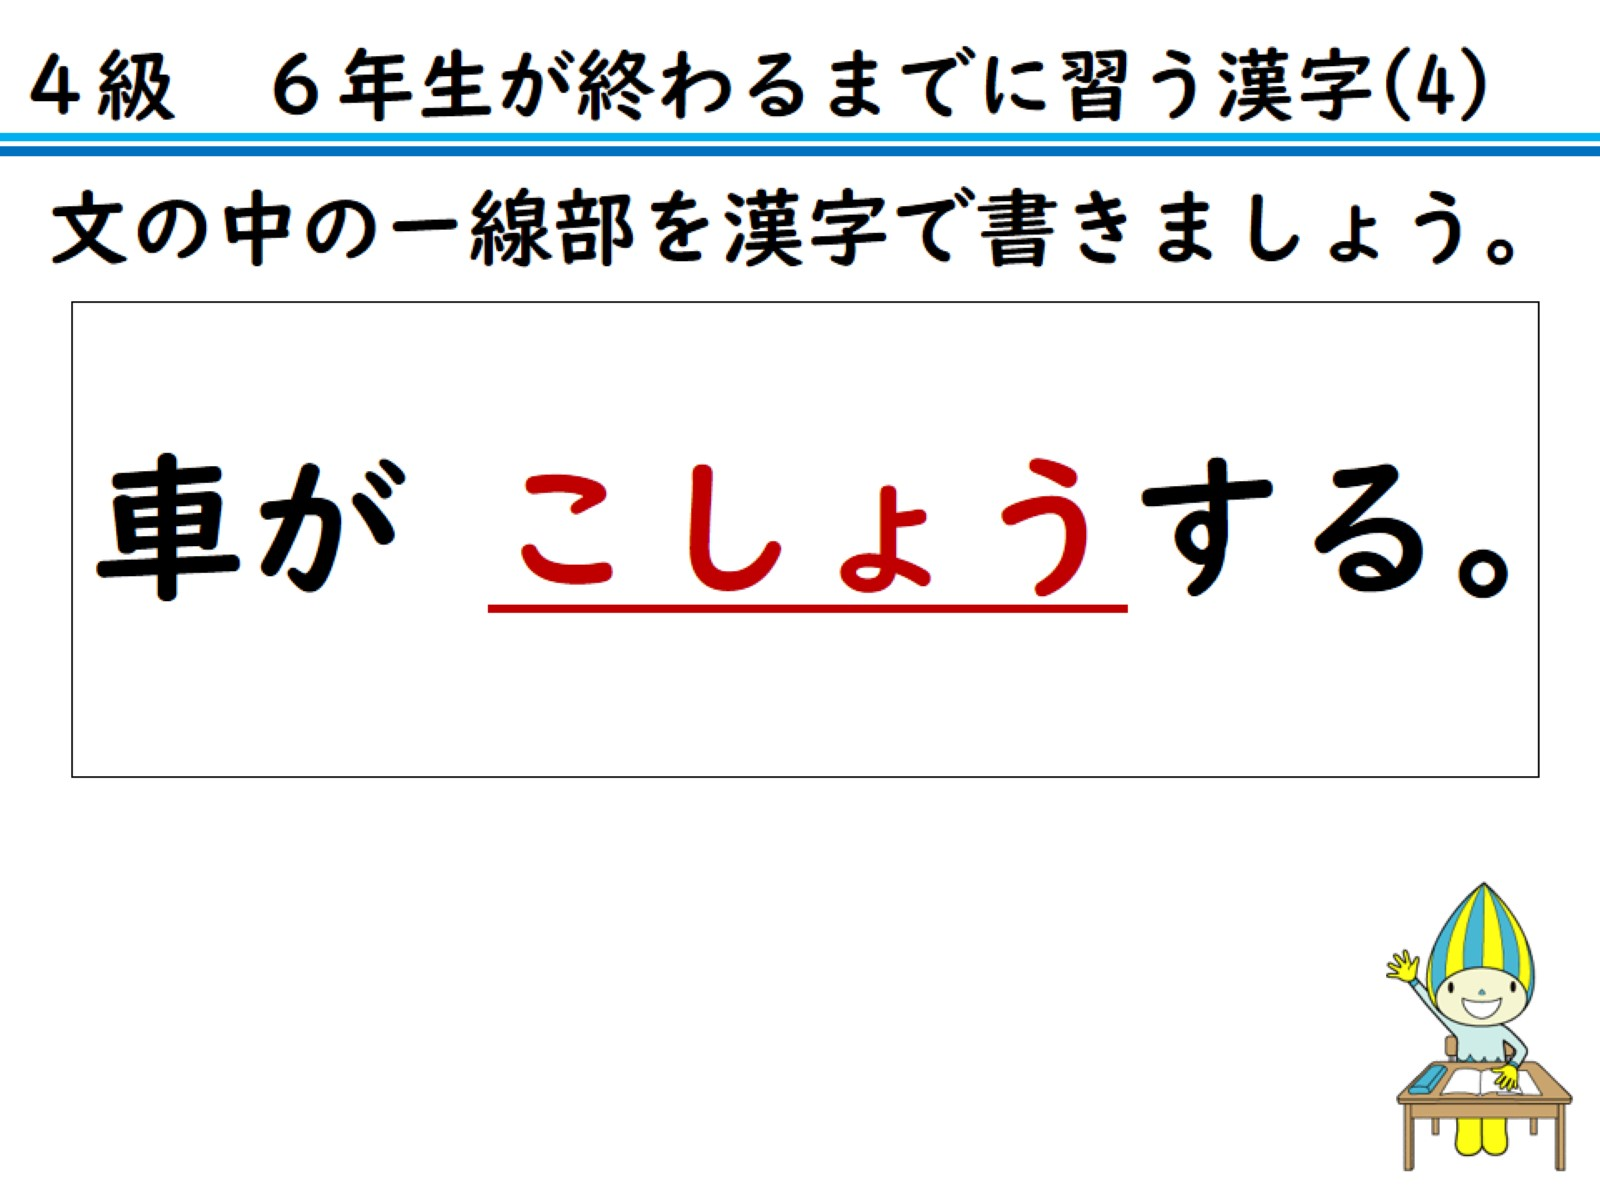 ４級　６年生が終わるまでに習う漢字(4)
文の中の一線部を漢字で書きましょう。
車が こしょうする。